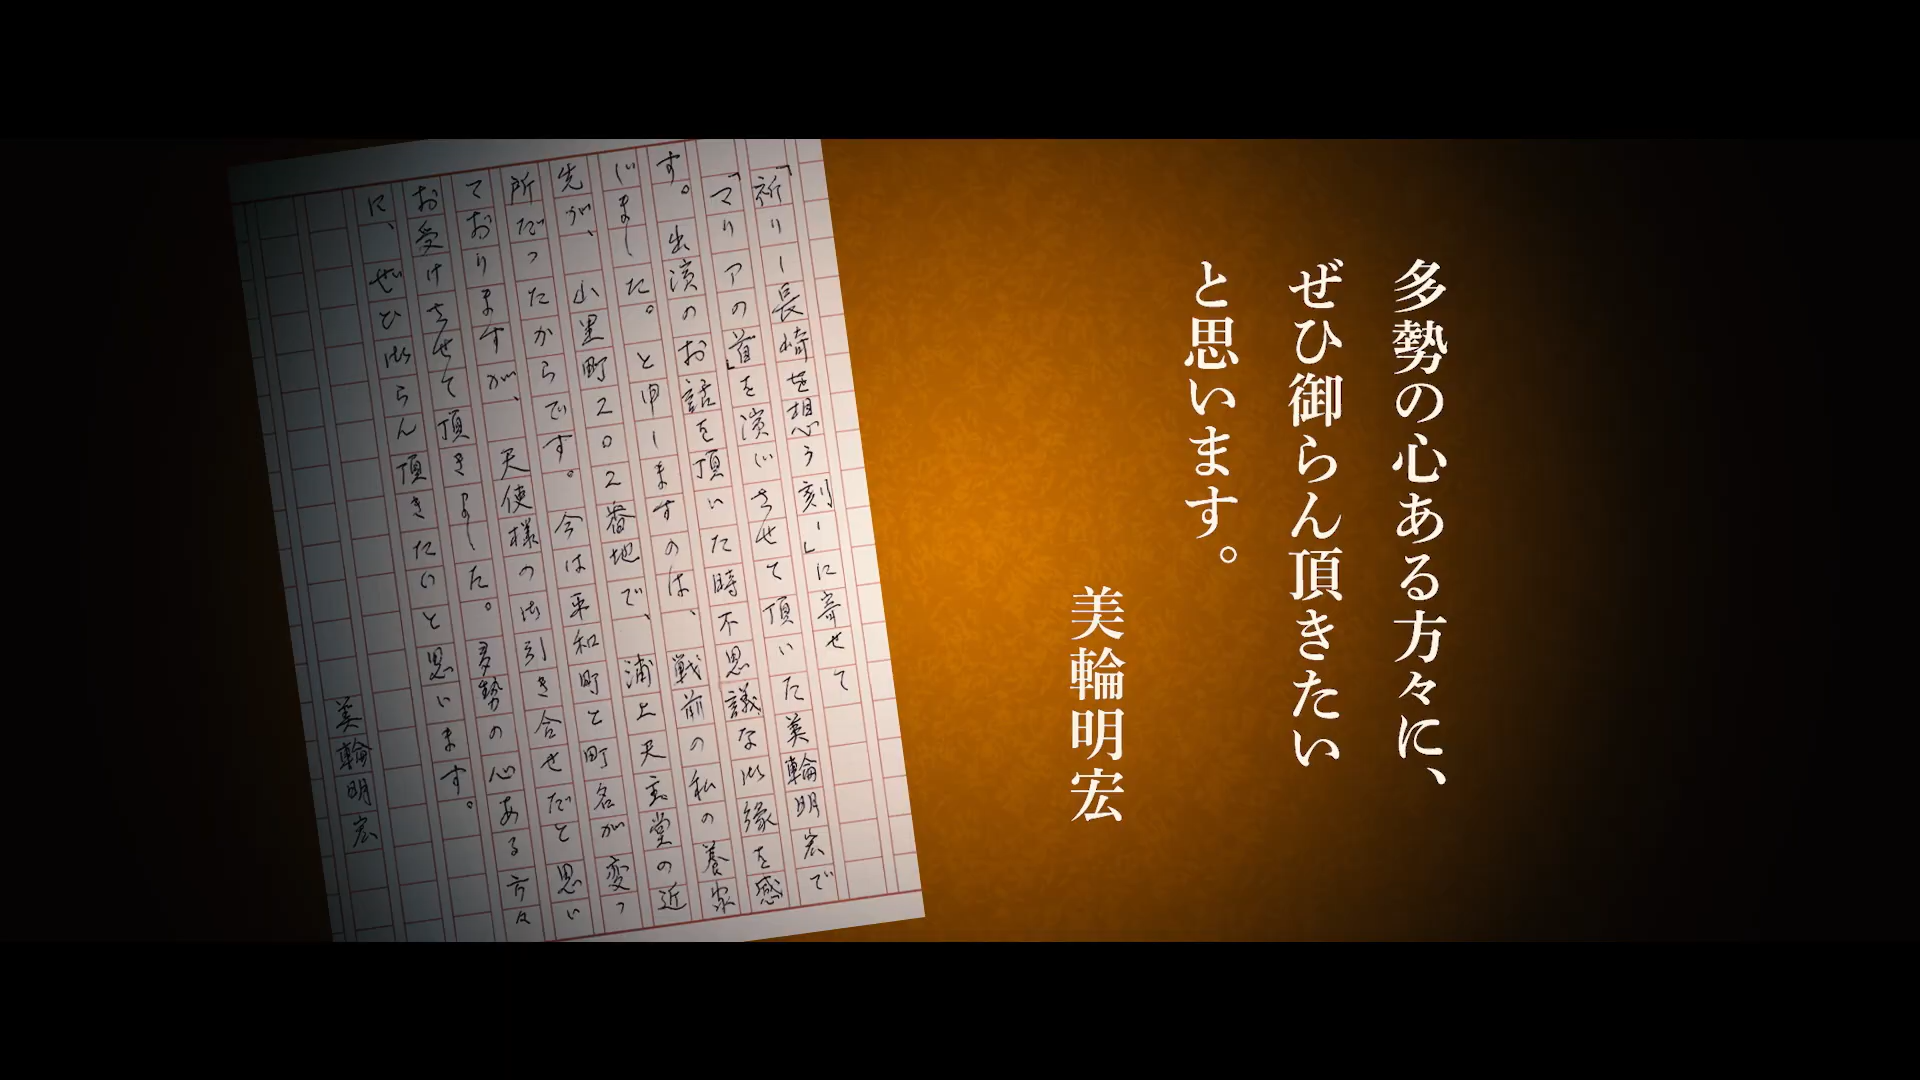 多勢の心ある方々に、
ぜひ御らん頂きたい
と思います。
美輪明宏
「祈り—長崎を想う刻—」に寄せて
「マリアの首」を演じさせて頂いた美輪明宏で
す。出演のお話を頂いた時不思議な御縁を感
じました。と申しますのは、戦前の私の養家
先が、山里町202番地で、浦上天主堂の近
所だったからです。今は平和町と町名が変っ
ておりますが、天使様の御引き合せだと思い
お受けさせて頂きました。多勢の心ある方々
に、ぜひ御らん頂きたいと思います。
美輪明宏